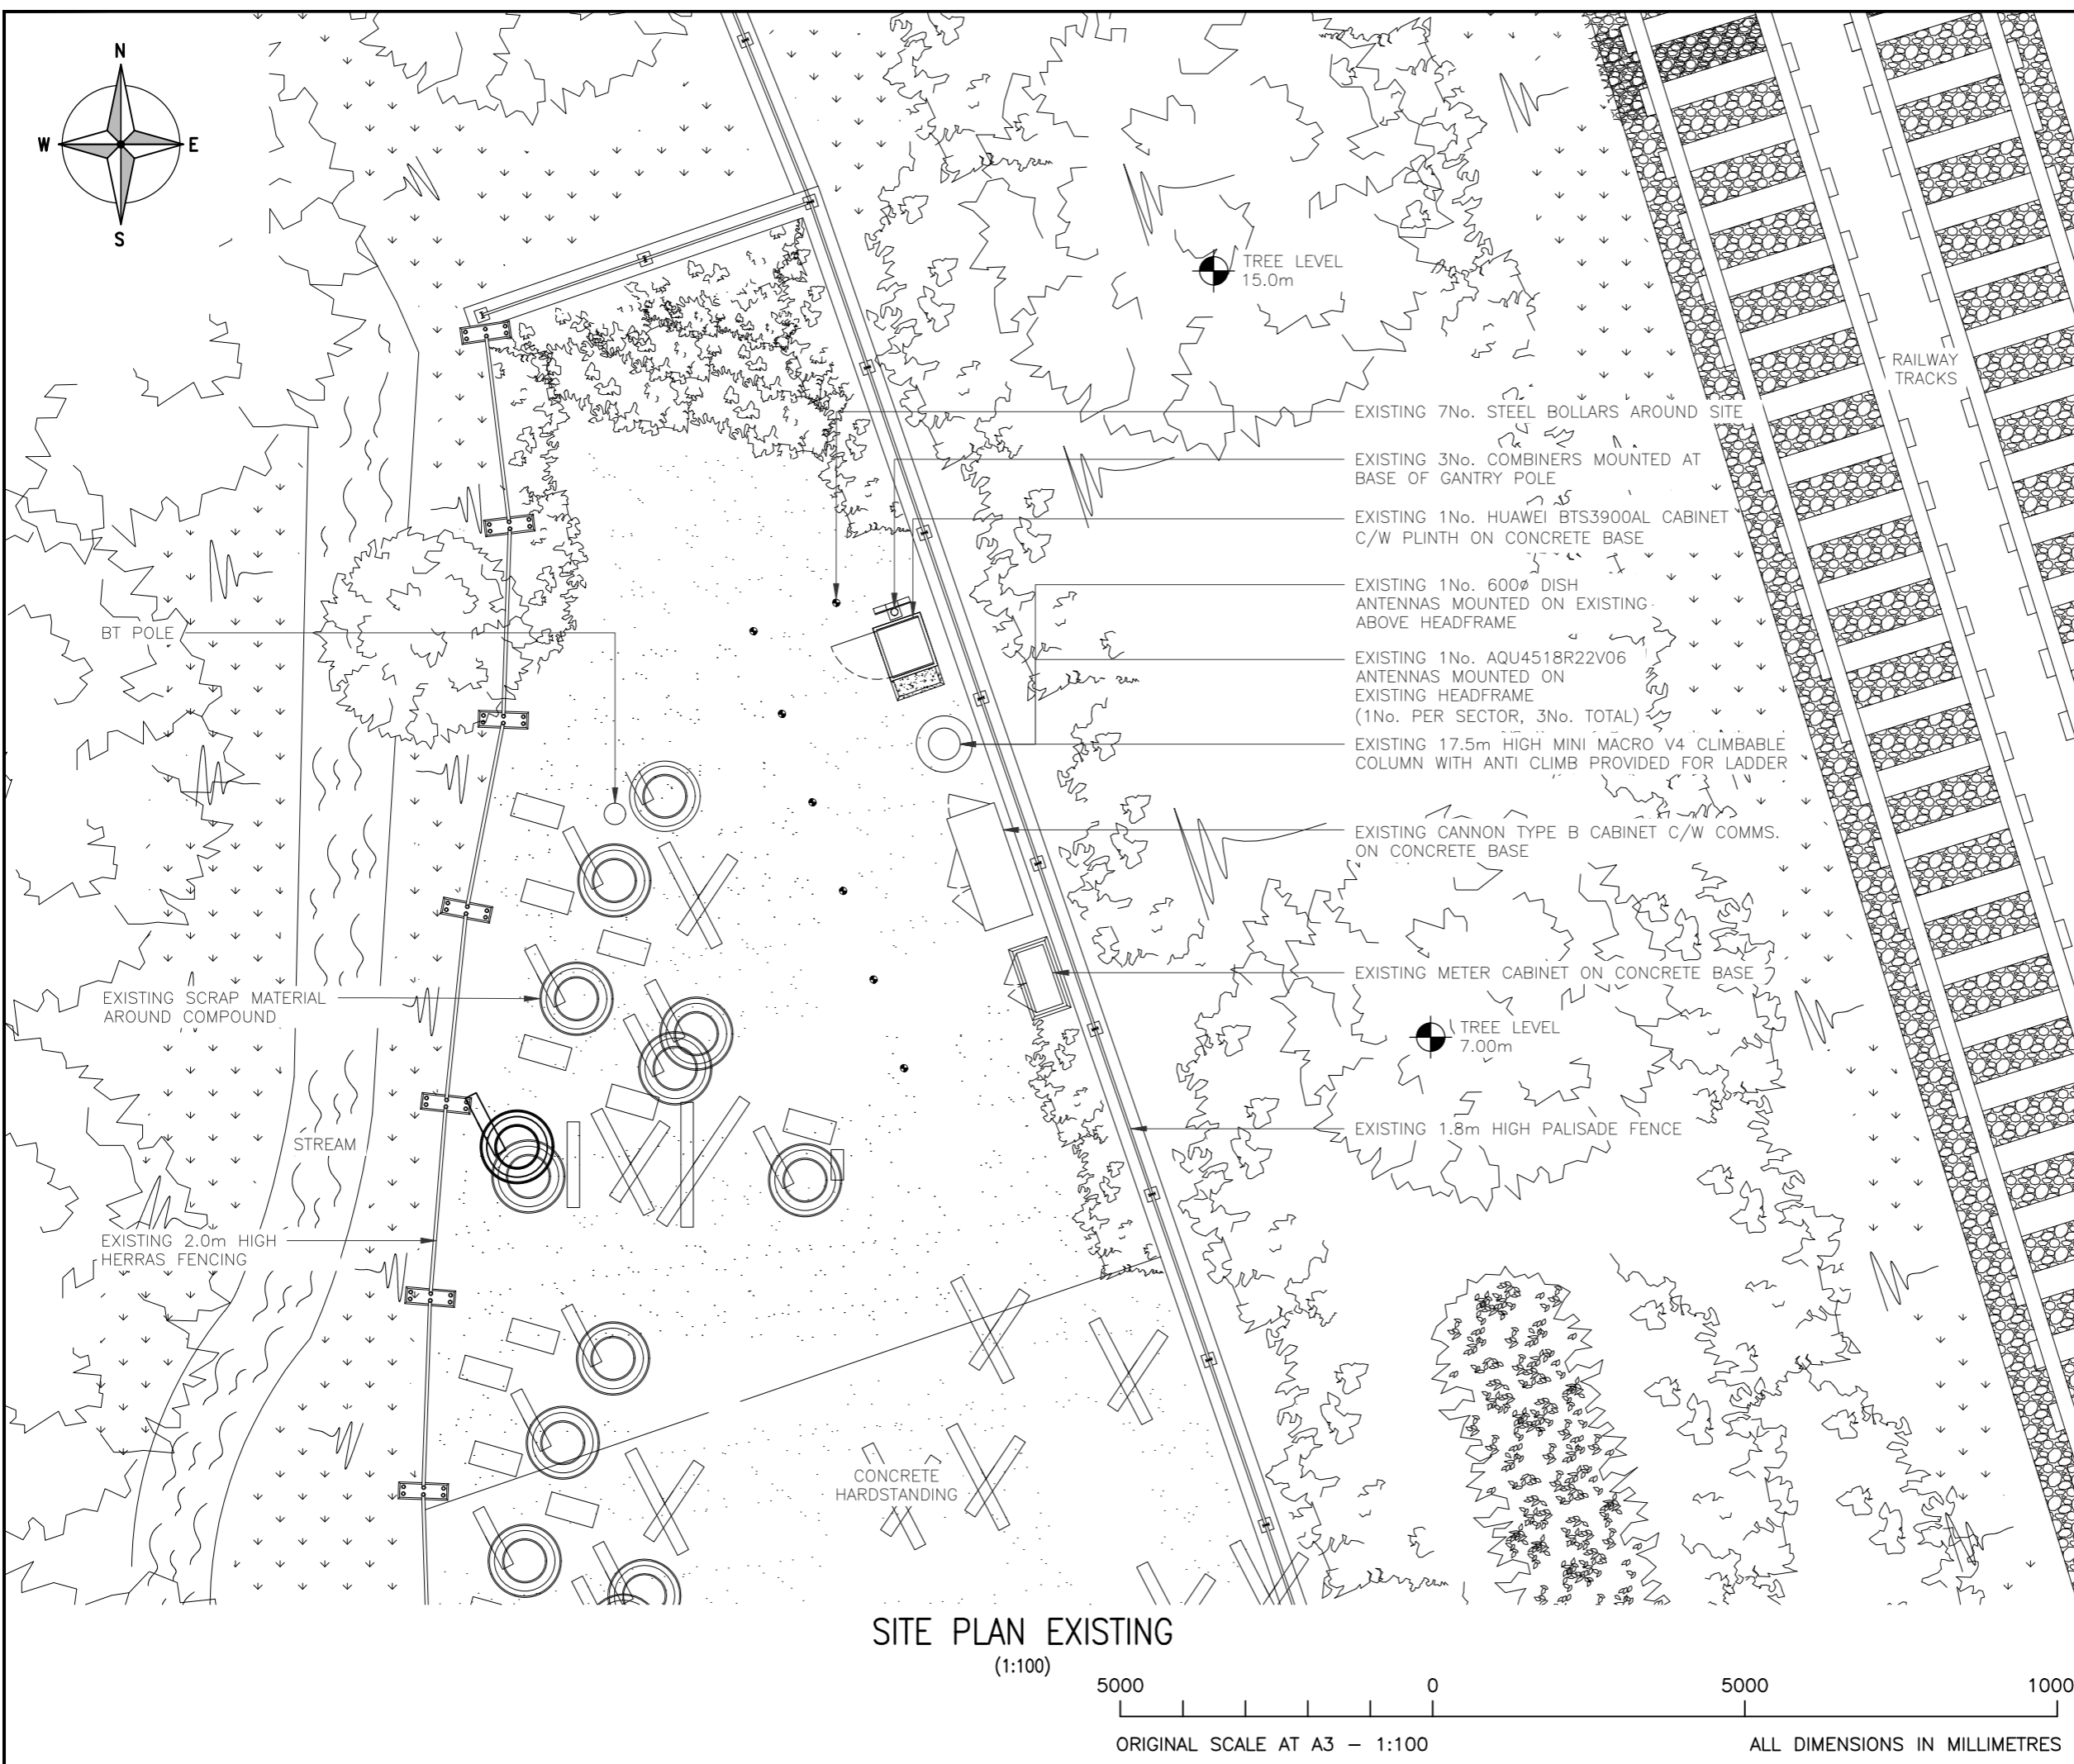 N
W
E
S
TREE LEVEL
15.0m
RAILWAY
TRACKS
EXISTING 7No. STEEL BOLLARS AROUND SITE
EXISTING 3No. COMBINERS MOUNTED AT
BASE OF GANTRY POLE
EXISTING 1No. HUAWEI BTS3900AL CABINET
C/W PLINTH ON CONCRETE BASE
EXISTING 1No. 600ø DISH
ANTENNAS MOUNTED ON EXISTING
ABOVE HEADFRAME
BT POLE
EXISTING 1No. AQU4518R22V06
ANTENNAS MOUNTED ON
EXISTING HEADFRAME
(1No. PER SECTOR, 3No. TOTAL)
EXISTING 17.5m HIGH MINI MACRO V4 CLIMBABLE
COLUMN WITH ANTI CLIMB PROVIDED FOR LADDER
EXISTING CANNON TYPE B CABINET C/W COMMS.
ON CONCRETE BASE
EXISTING METER CABINET ON CONCRETE BASE
EXISTING SCRAP MATERIAL
AROUND COMPOUND
TREE LEVEL
7.00m
EXISTING 1.8m HIGH PALISADE FENCE
STREAM
EXISTING 2.0m HIGH
HERRAS FENCING
CONCRETE
HARDSTANDING
SITE PLAN EXISTING
(1:100)
5000 0 5000 1000
ORIGINAL SCALE AT A3 – 1:100
ALL DIMENSIONS IN MILLIMETRES